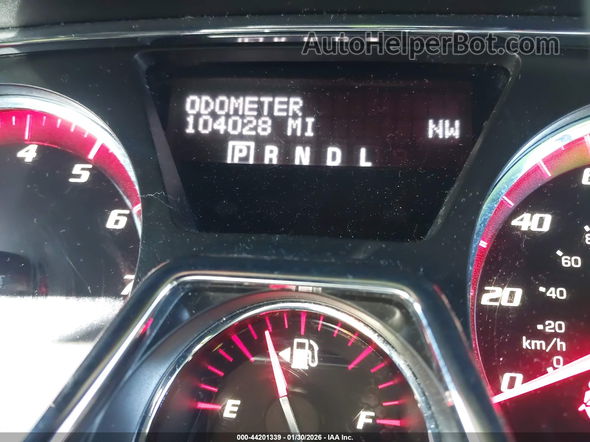 AutoHelperBot.com
ODOMETER
104028 MI NW
P R N D L
4
5
6
7
40
60
20
40
20
km/h
0
0
E
F
000-44201339 - 01/30/2026 - IAA, Inc.